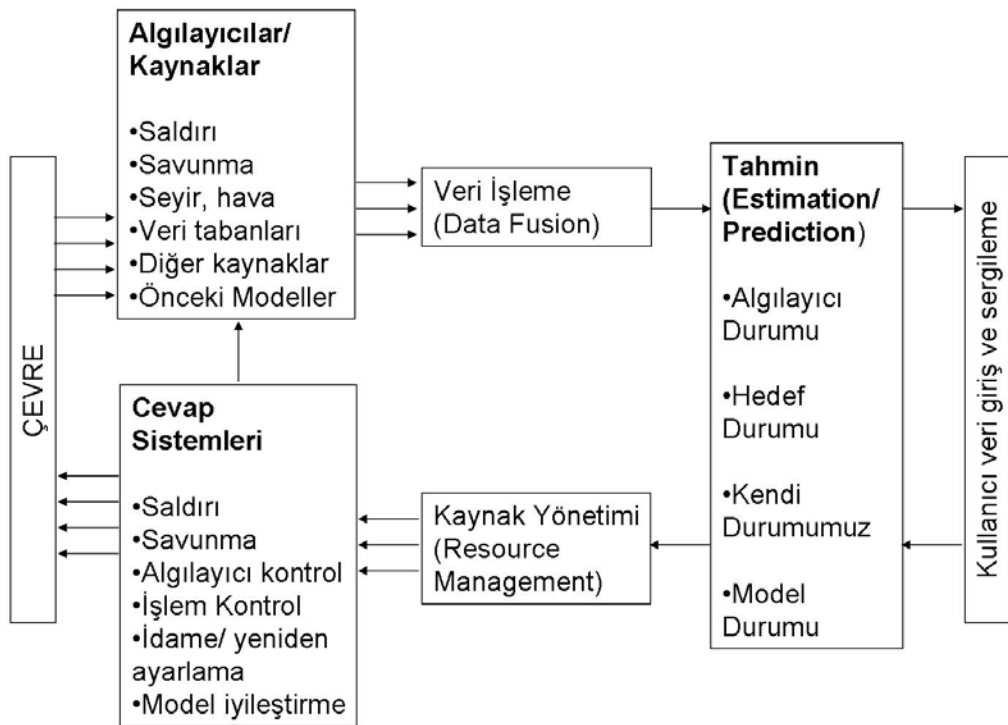 ÇEVRE
Algılayıcılar/
Kaynaklar
•Saldırı
•Savunma
•Seyir, hava
•Veri tabanları
•Diğer kaynaklar
•Önceki Modeller
Veri İşleme
(Data Fusion)
Tahmin
(Estimation/
Prediction)
•Algılayıcı
Durumu
•Hedef
Durumu
•Kendi
Durumumuz
•Model
Durumu
Kullanıcı veri giriş ve sergileme
Kaynak Yönetimi
(Resource
Management)
Cevap
Sistemleri
•Saldırı
•Savunma
•Algılayıcı kontrol
•İşlem Kontrol
•İdame/ yeniden
ayarlama
•Model iyileştirme